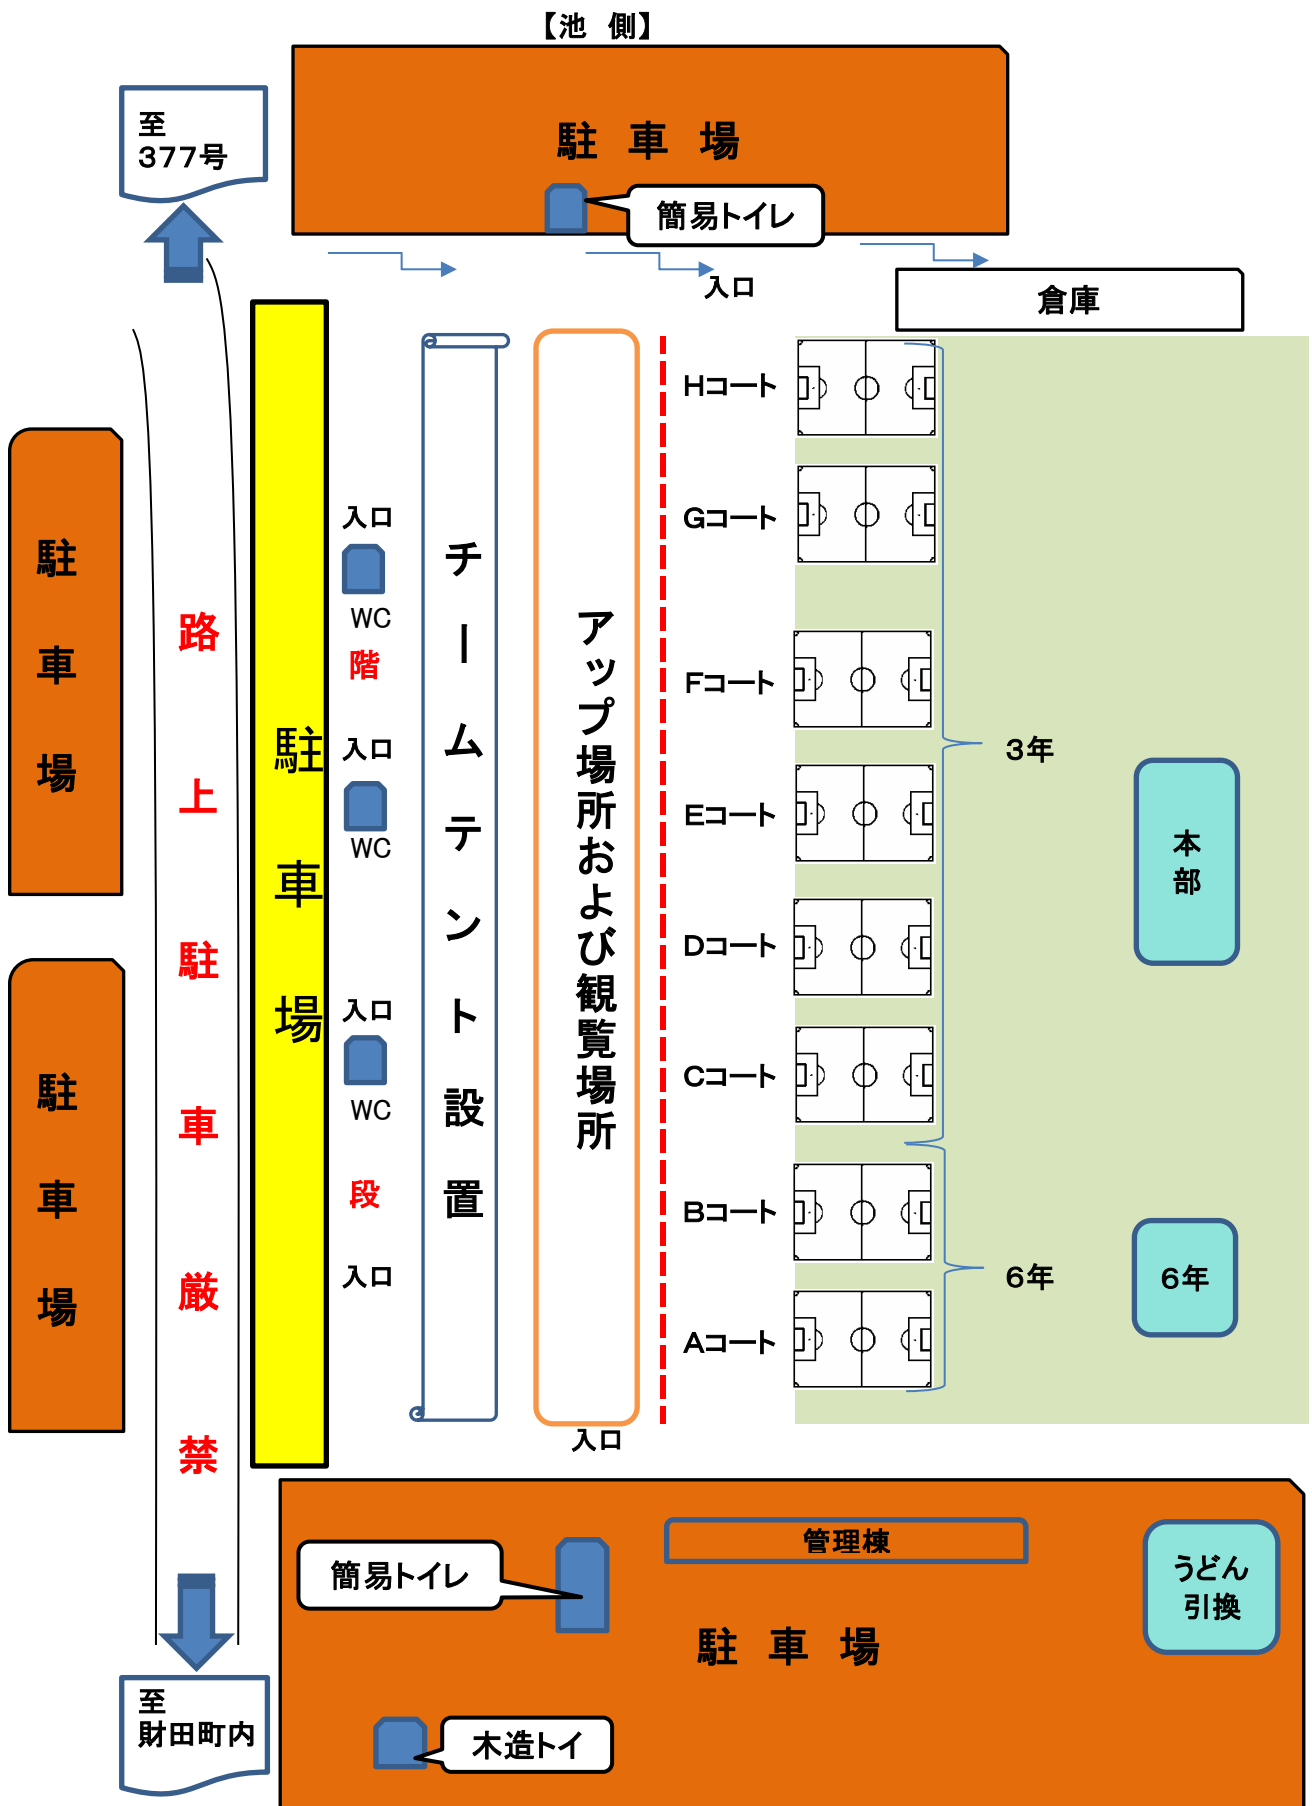 【池 側】
至
377号
駐 車 場
簡易トイレ
入口
倉庫
Hコート
Gコート
Fコート
Eコート
Dコート
Cコート
Bコート
Aコート
3年
6年
本
部
6年
駐車場
駐車場
路上駐車厳禁
駐車場
入口
WC
階
入口
WC
入口
WC
段
入口
チームテント設置
アップ場所および観覧場所
入口
管理棟
簡易トイレ
うどん
引換
駐 車 場
木造トイ
至
財田町内